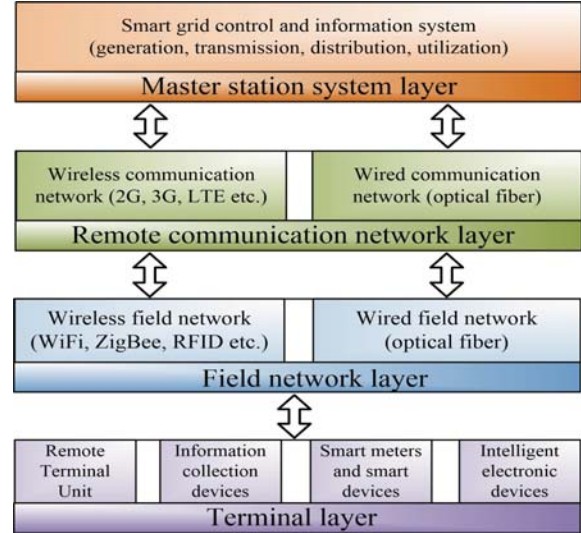 Smart grid control and information system
(generation, transmission, distribution, utilization)
Master station system layer
Wireless communication
network (2G, 3G, LTE etc.)
Wired communication
network (optical fiber)
Remote communication network layer
Wireless field network
(WiFi, ZigBee, RFID etc.)
Wired field network
(optical fiber)
Field network layer
Remote
Terminal
Unit
Information
collection
devices
Smart meters
and smart
devices
Intelligent
electronic
devices
Terminal layer